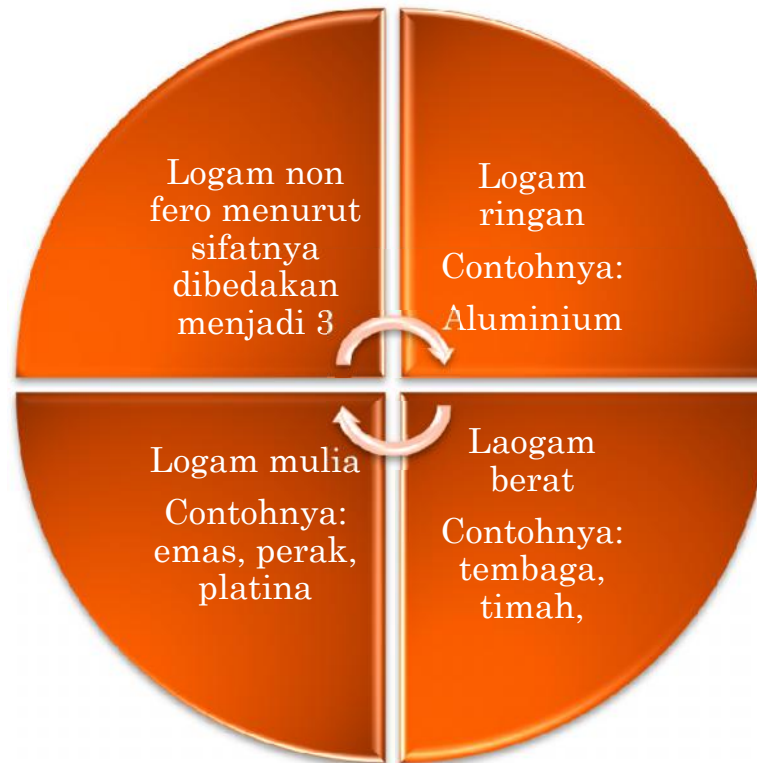 Logam non
fero menurut
sifatnya
dibedakan
menjadi 3
Logam
ringan
Contohnya:
Aluminium
Laogam
berat
Contohnya:
tembaga,
timah,
Logam mulia
Contohnya:
emas, perak,
platina